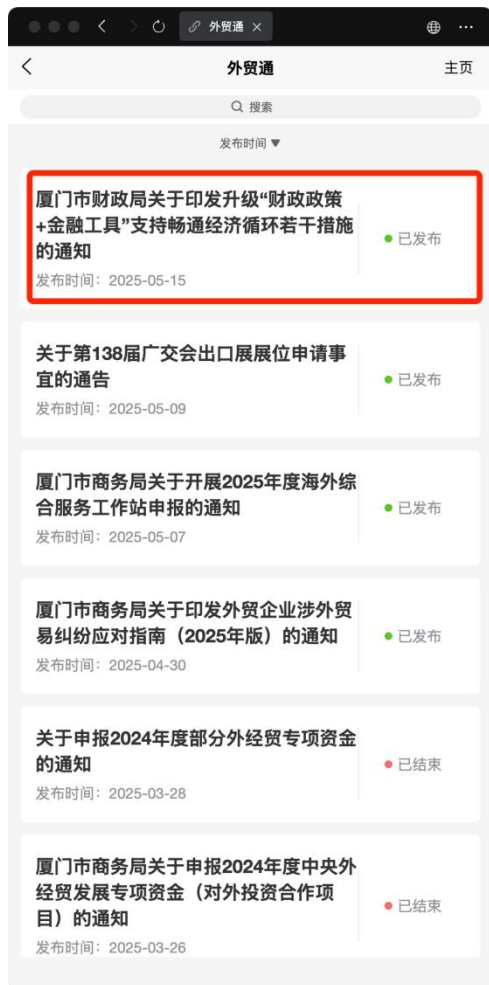 外贸通
外贸通
主页
搜索
发布时间 ▼
厦门市财政局关于印发升级“财政政策
+金融工具”支持畅通经济循环若干措施
的通知
已发布
发布时间：2025-05-15
关于第138届广交会出口展展位申请事
宜的通告
已发布
发布时间：2025-05-09
厦门市商务局关于开展2025年度海外综
合服务工作站申报的通知
已发布
发布时间：2025-05-07
厦门市商务局关于印发外贸企业涉外贸
易纠纷应对指南（2025年版）的通知
已发布
发布时间：2025-04-30
关于申报2024年度部分外经贸专项资金
的通知
已结束
发布时间：2025-03-28
厦门市商务局关于申报2024年度中央外
经贸发展专项资金（对外投资合作项
目）的通知
已结束
发布时间：2025-03-26